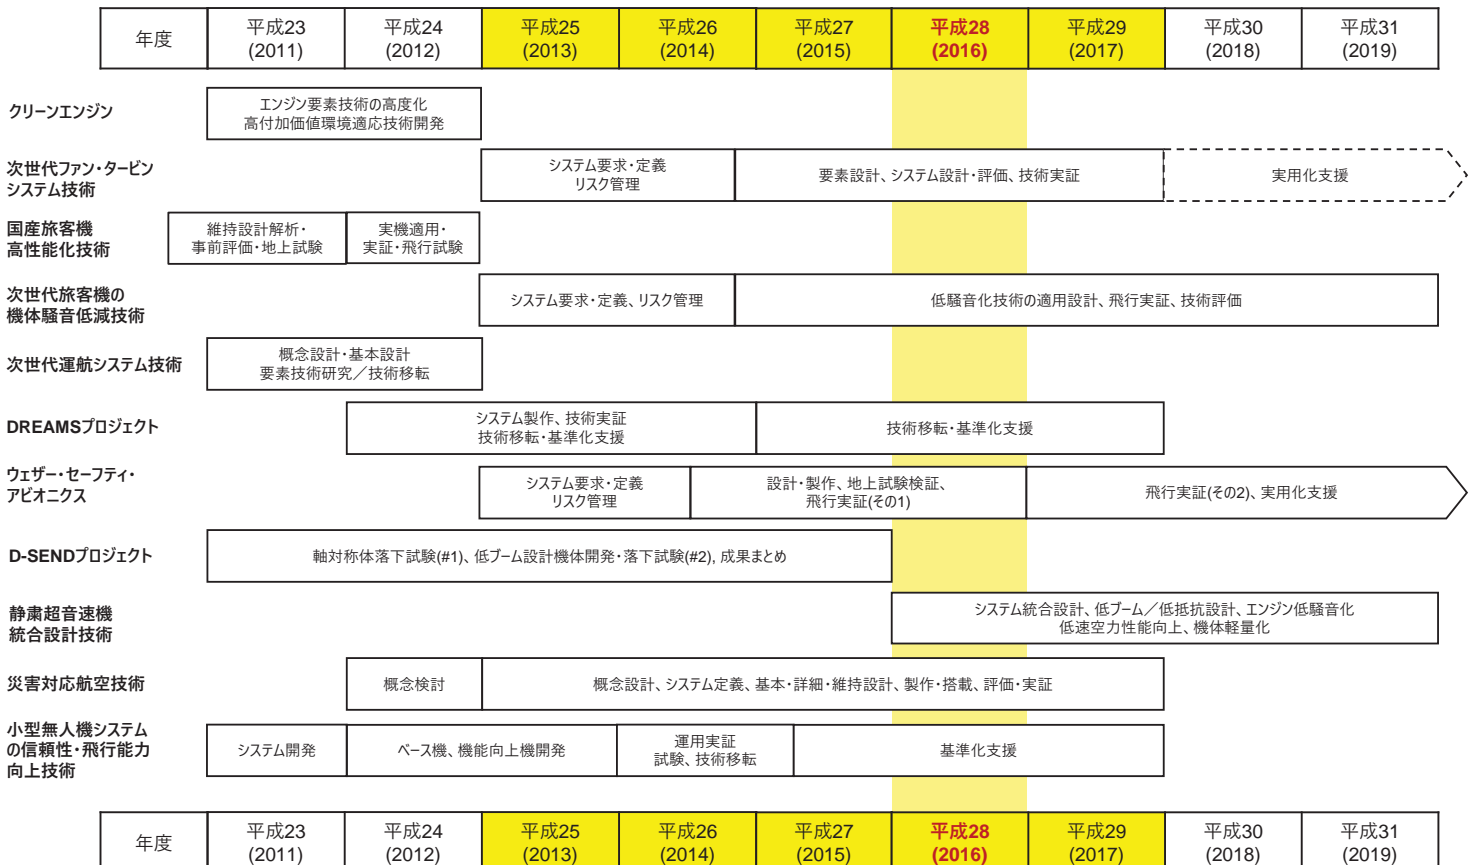 年度
平成23
(2011)
平成24
(2012)
平成25
(2013)
平成26
(2014)
平成27
(2015)
平成28
(2016)
平成29
(2017)
平成30
(2018)
平成31
(2019)
クリーンエンジン
エンジン要素技術の高度化
高付加価値環境適応技術開発
次世代ファン・タービン
システム技術
システム要求・定義
リスク管理
要素設計、システム設計・評価、技術実証
実用化支援
国産旅客機
高性能化技術
維持設計解析・
事前評価・地上試験
実機適用・
実証・飛行試験
次世代旅客機の
機体騒音低減技術
システム要求・定義、リスク管理
低騒音化技術の適用設計、飛行実証、技術評価
次世代運航システム技術
概念設計・基本設計
要素技術研究／技術移転
DREAMSプロジェクト
システム製作、技術実証
技術移転・基準化支援
技術移転・基準化支援
ウェザー・セーフティ・
アビオニクス
システム要求・定義
リスク管理
設計・製作、地上試験検証、
飛行実証(その1)
飛行実証(その2)、実用化支援
D-SENDプロジェクト
軸対称体落下試験(#1)、低ブーム設計機体開発・落下試験(#2), 成果まとめ
静粛超音速機
統合設計技術
システム統合設計、低ブーム／低抵抗設計、エンジン低騒音化
低速空力性能向上、機体軽量化
災害対応航空技術
概念検討
概念設計、システム定義、基本・詳細・維持設計、製作・搭載、評価・実証
小型無人機システム
の信頼性・飛行能力
向上技術
システム開発
ベース機、機能向上機開発
運用実証
試験、技術移転
基準化支援
年度
平成23
(2011)
平成24
(2012)
平成25
(2013)
平成26
(2014)
平成27
(2015)
平成28
(2016)
平成29
(2017)
平成30
(2018)
平成31
(2019)